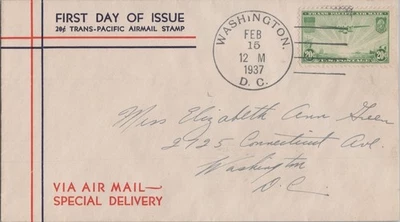 FIRST DAY OF ISSUE
20¢ TRANS-PACIFIC AIRMAIL STAMP
WASHINGTON,
FEB
15
12 M
1937
D. C.
Miss Elizabeth Ann Green
2925 Connecticut Ave.
Washington
D.C.
VIA AIR MAIL—
SPECIAL DELIVERY